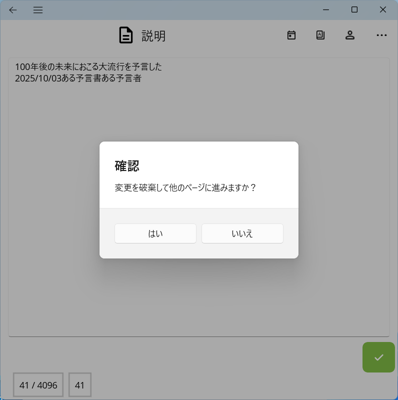 説明
100年後の未来におこる大流行を予言した
2025/10/03ある予言書ある予言者
確認
変更を破棄して他のページに進みますか？
はい
いいえ
41 / 4096
41